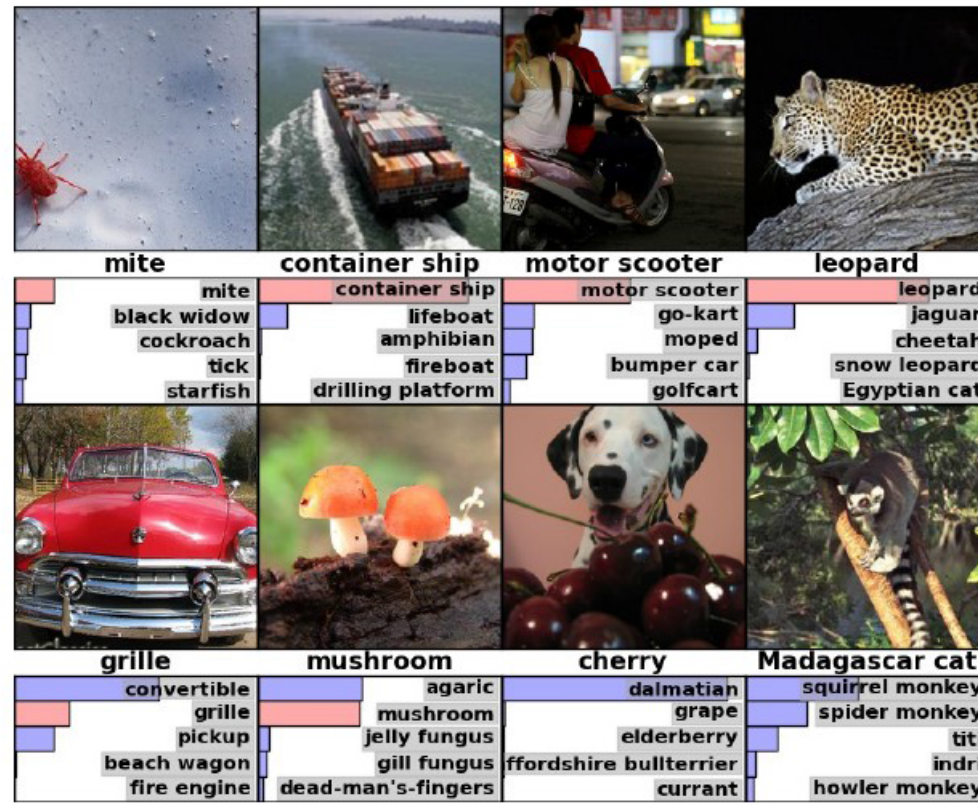 mite
container ship
motor scooter
leopard
mite
black widow
cockroach
tick
starfish
container ship
lifeboat
amphibian
fireboat
drilling platform
motor scooter
go-kart
moped
bumper car
golfcart
leopard
jaguar
cheetah
snow leopard
Egyptian cat
grille
mushroom
cherry
Madagascar cat
convertible
grille
pickup
beach wagon
fire engine
agaric
mushroom
jelly fungus
gill fungus
dead-man's-fingers
dalmatian
grape
elderberry
ffordshire bullterrier
currant
squirrel monkey
spider monkey
titi
indri
howler monkey